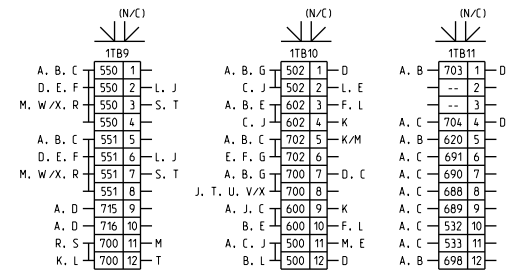 (N/C) (N/C) (N/C)
1TB9 1TB10 1TB11
A. B. C 550 1 A. B. G 502 1 D A. B 703 1 D
D. E. F 550 2 L. J C. J 502 2 L. E -- 2
M. W/X. R 550 3 S. T A. B. E 602 3 F. L -- 3
550 4 C. J 602 4 K A. C 704 4 D
A. B. C 551 5 A. B. C 702 5 K/M A. B 620 5
D. E. F 551 6 L. J E. F. G 702 6 A. C 691 6
M. W/X. R 551 7 S. T A. B. G 700 7 D. C A. C 690 7
551 8 J. T. U. V/X 700 8 A. C 688 8
A. D 715 9 A. J. C 600 9 K A. C 689 9
A. D 716 10 B. E 600 10 F. L A. C 532 10
R. S 700 11 M A. C. J 500 11 M. E A. C 533 11
K. L 700 12 T B. L 500 12 D A. B 698 12